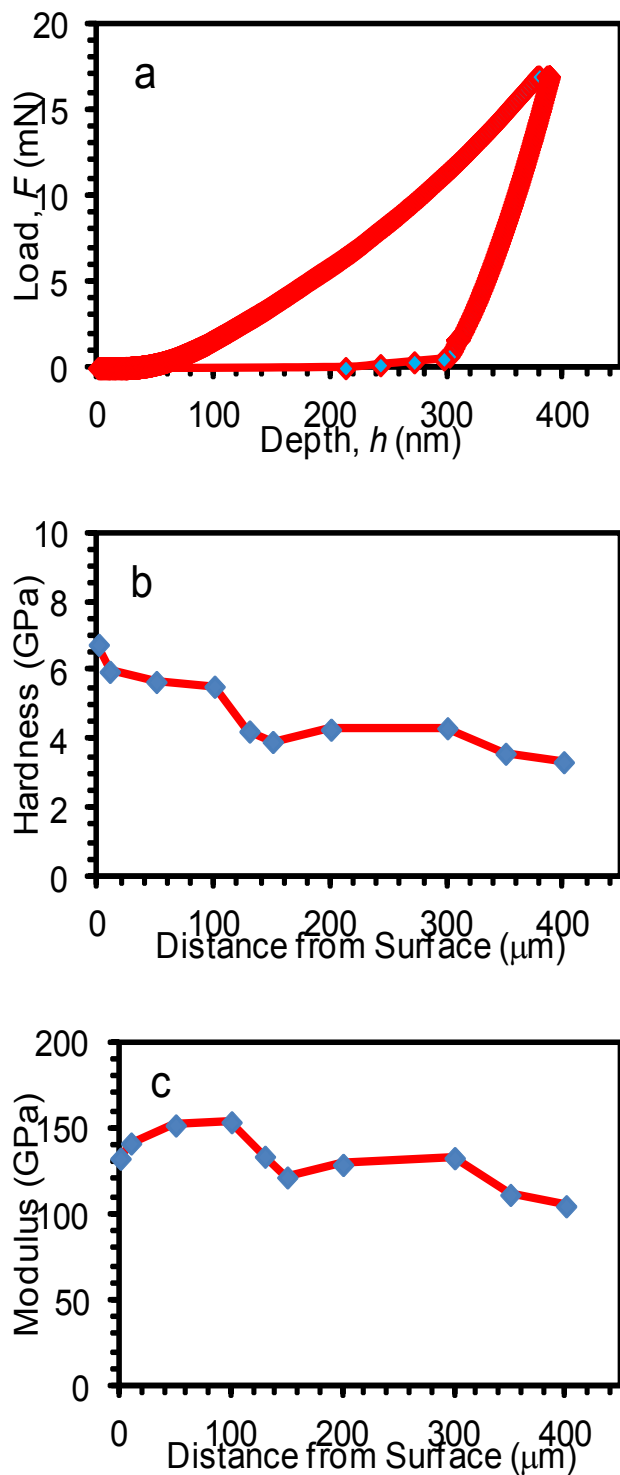 a
Load, F (mN)
20
15
10
5
0
0 100 200 300 400
Depth, h (nm)
b
Hardness (GPa)
10
8
6
4
2
0
0 100 200 300 400
Distance from Surface (μm)
c
Modulus (GPa)
200
150
100
50
0
0 100 200 300 400
Distance from Surface (μm)